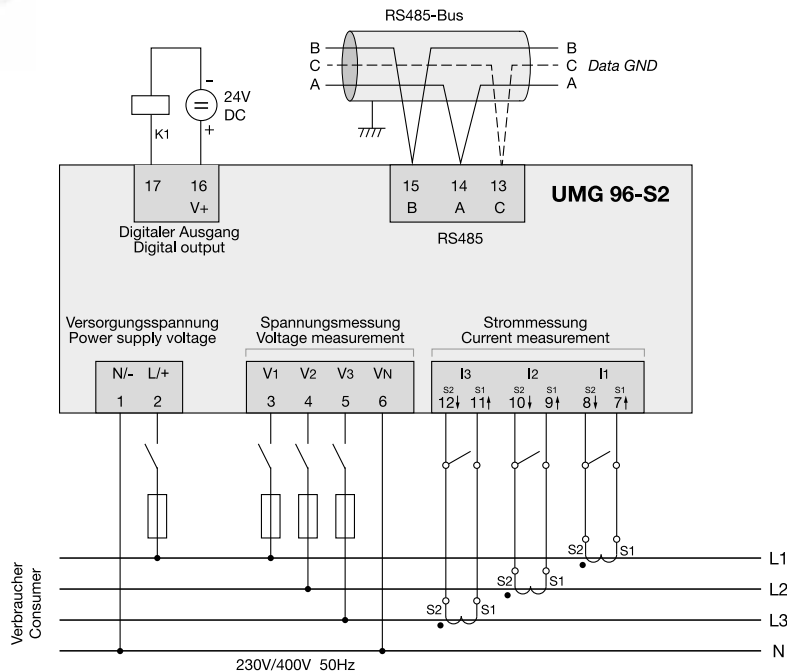 RS485-Bus
B B
C C Data GND
A A
24V
DC
K1
17 16
V+
Digitaler Ausgang
Digital output
15 14 13
B A C
RS485
UMG 96-S2
Versorgungsspannung
Power supply voltage
Spannungsmessung
Voltage measurement
Strommessung
Current measurement
N/- L/+
1 2
V1 V2 V3 VN
3 4 5 6
I3 I2 I1
S2 S1 S2 S1 S2 S1
12 11 10 9 8 7
S2 S1
L1
S2 S1
L2
S2 S1
L3
N
Verbraucher
Consumer
230V/400V 50Hz